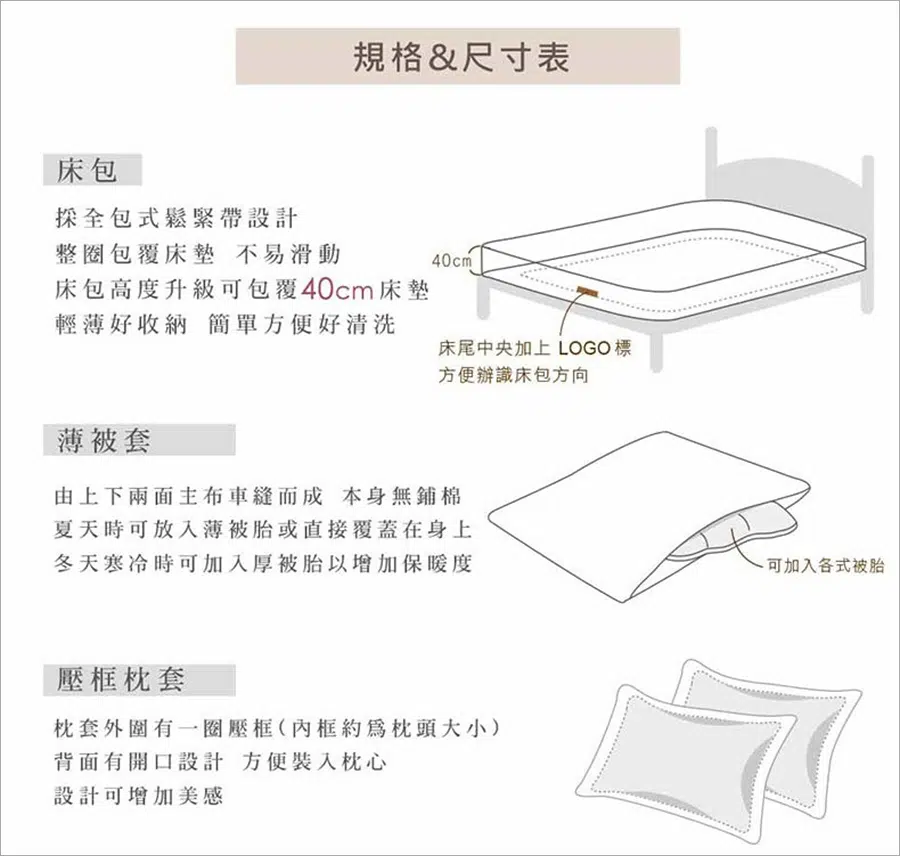 規格&尺寸表
床包
採全包式鬆緊帶設計
整圈包覆床墊 不易滑動
床包高度升級可包覆40cm床墊
輕薄好收納 簡單方便好清洗
40cm
床尾中央加上 LOGO標
方便辦識床包方向
薄被套
由上下兩面主布車縫而成 本身無鋪棉
夏天時可放入薄被胎或直接覆蓋在身上
冬天寒冷時可加入厚被胎以增加保暖度
可加入各式被胎
壓框枕套
枕套外圍有一圈壓框(內框約為枕頭大小)
背面有開口設計 方便裝入枕心
設計可增加美感